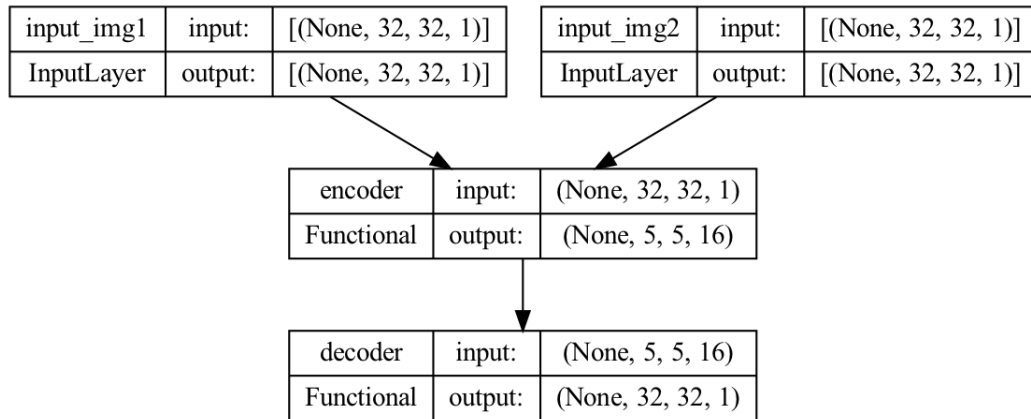 input_img1 input: [(None, 32, 32, 1)]
InputLayer output: [(None, 32, 32, 1)]
input_img2 input: [(None, 32, 32, 1)]
InputLayer output: [(None, 32, 32, 1)]
encoder input: (None, 32, 32, 1)
Functional output: (None, 5, 5, 16)
decoder input: (None, 5, 5, 16)
Functional output: (None, 32, 32, 1)